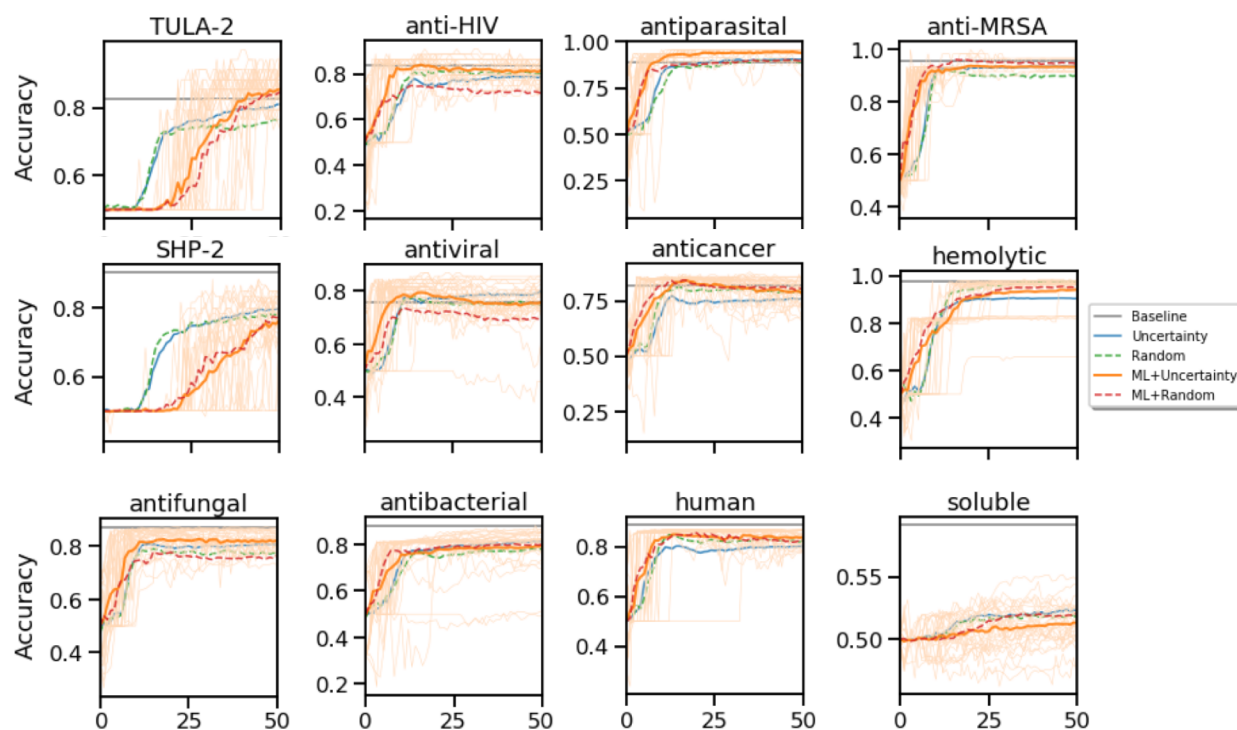 TULA-2
anti-HIV
antiparasital
anti-MRSA
Accuracy
0.8
0.6
0.8
0.6
0.4
0.2
1.00
0.75
0.50
0.25
1.0
0.8
0.6
0.4
SHP-2
antiviral
anticancer
hemolytic
Accuracy
0.8
0.6
0.8
0.6
0.4
0.75
0.50
0.25
1.0
0.8
0.6
0.4
Baseline
Uncertainty
Random
ML+Uncertainty
ML+Random
antifungal
antibacterial
human
soluble
Accuracy
0.8
0.6
0.4
0 25 50
0.8
0.6
0.4
0.2
0 25 50
0.8
0.6
0.4
0 25 50
0.55
0.50
0 25 50